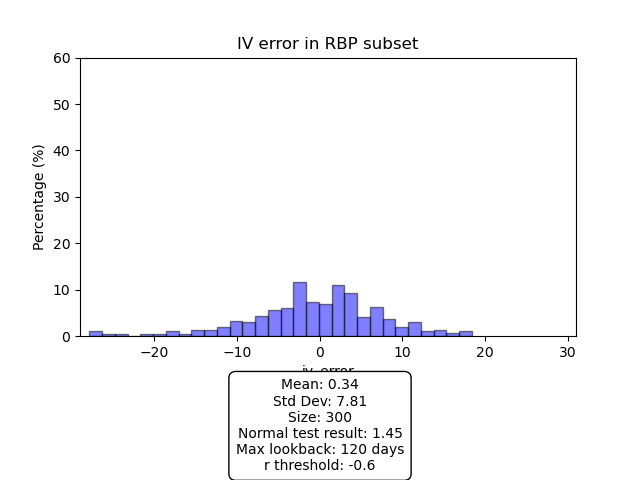 IV error in RBP subset
60
50
40
30
20
10
0
Percentage (%)
−20
−10
0
10
20
30
iv_error
Mean: 0.34
Std Dev: 7.81
Size: 300
Normal test result: 1.45
Max lookback: 120 days
r threshold: -0.6